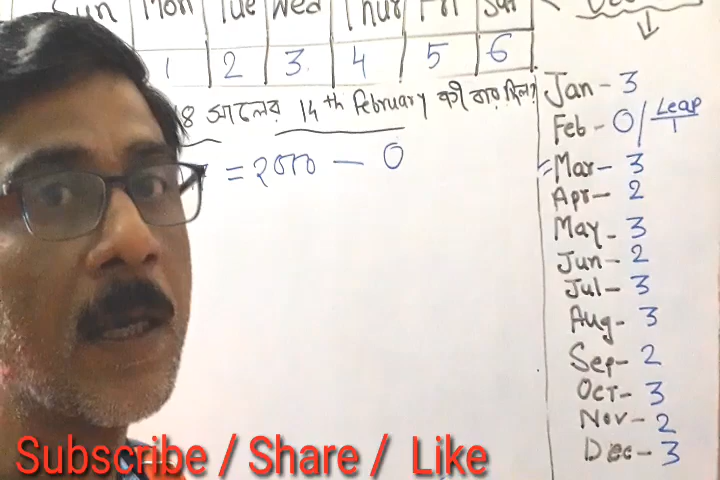 Sun Mon Tue Wed Thur Fri Sat
1 2 3 4 5 6
8 সালের 14th February কী বার ছিল?
= ২০০০ — 0
Jan - 3
Feb - 0 / Leap 1
= Mar - 3
Apr - 2
May - 3
Jun - 2
Jul - 3
Aug - 3
Sep - 2
Oct - 3
Nov - 2
Dec - 3
Subscribe / Share / Like